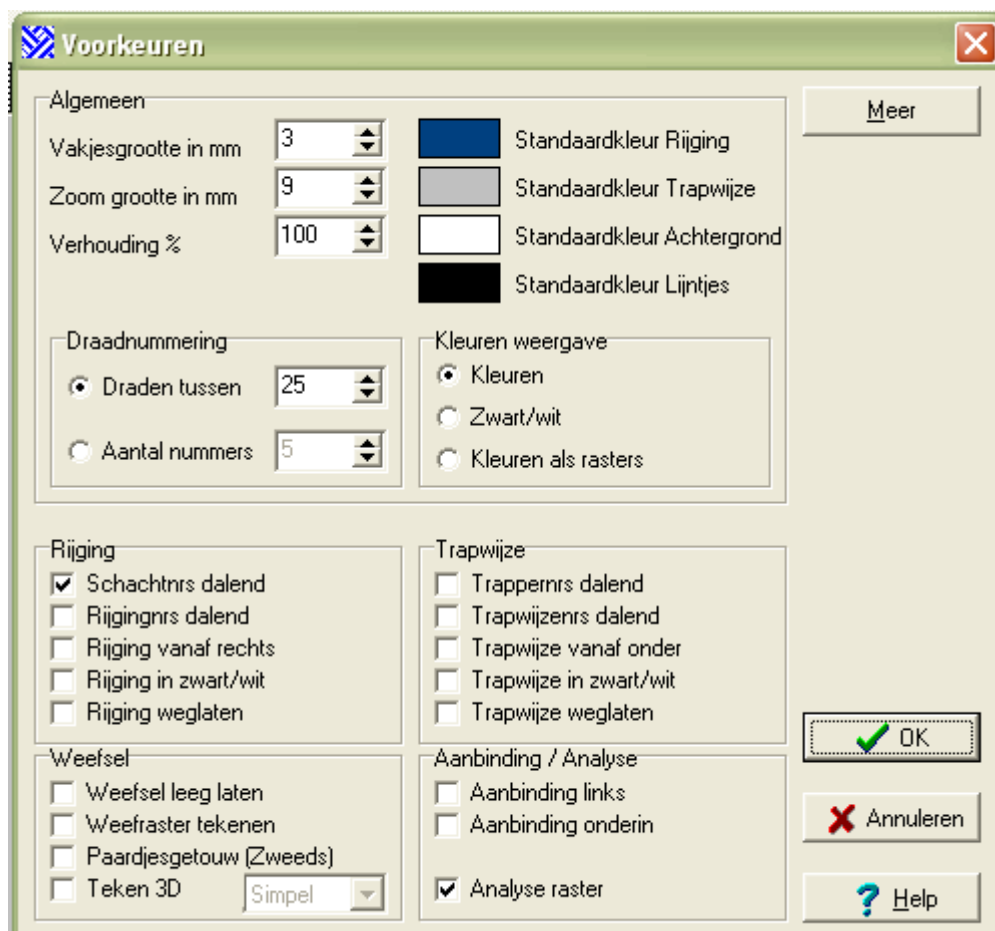 Voorkeuren
Algemeen
Meer
Vakjesgrootte in mm 3
Standaardkleur Rijging
Zoom grootte in mm 9
Standaardkleur Trapwijze
Verhouding % 100
Standaardkleur Achtergrond
Standaardkleur Lijntjes
Draadnummering
Draden tussen 25
Aantal nummers 5
Kleuren weergave
Kleuren
Zwart/wit
Kleuren als rasters
Rijging
Schachtnrs dalend
Rijgingnrs dalend
Rijging vanaf rechts
Rijging in zwart/wit
Rijging weglaten
Trapwijze
Trappernrs dalend
Trapwijzenrs dalend
Trapwijze vanaf onder
Trapwijze in zwart/wit
Trapwijze weglaten
Weefsel
Weefsel leeg laten
Weefraster tekenen
Paardjesgetouw (Zweeds)
Teken 3D Simpel
Aanbinding / Analyse
Aanbinding links
Aanbinding onderin
Analyse raster
OK
Annuleren
Help